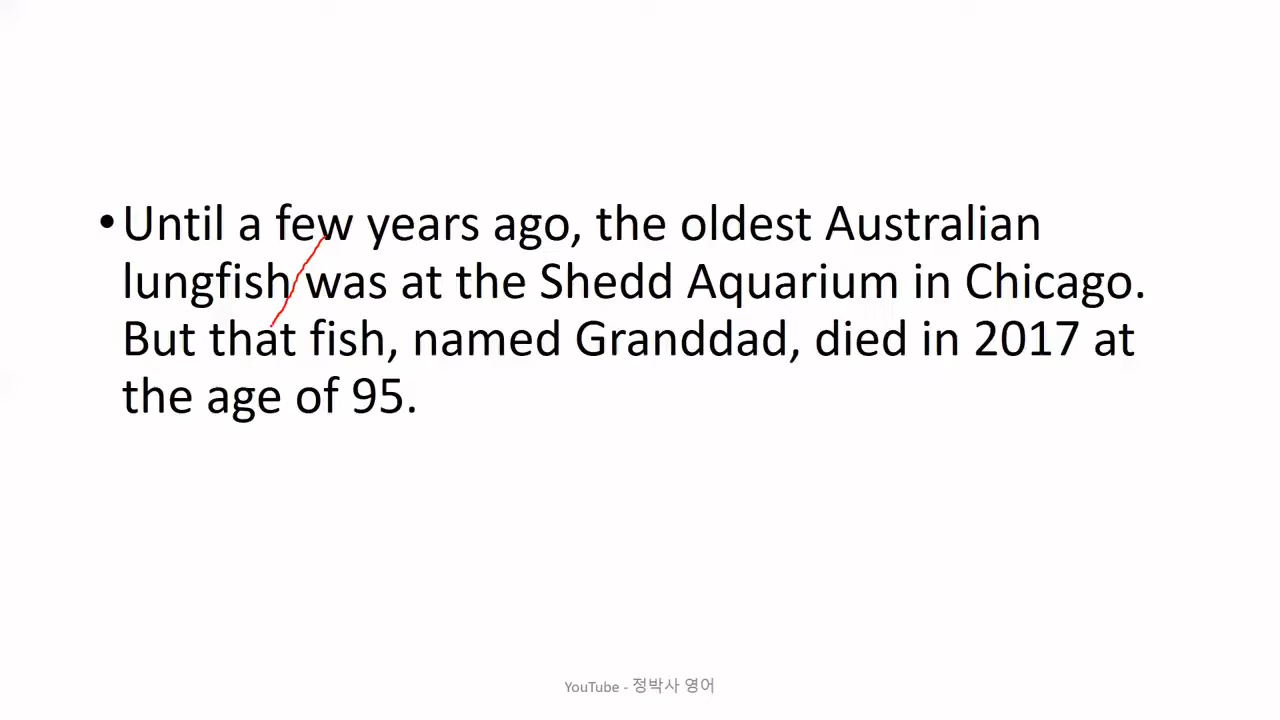 •Until a few years ago, the oldest Australian
lungfish was at the Shedd Aquarium in Chicago.
But that fish, named Granddad, died in 2017 at
the age of 95.
YouTube - 정박사 영어